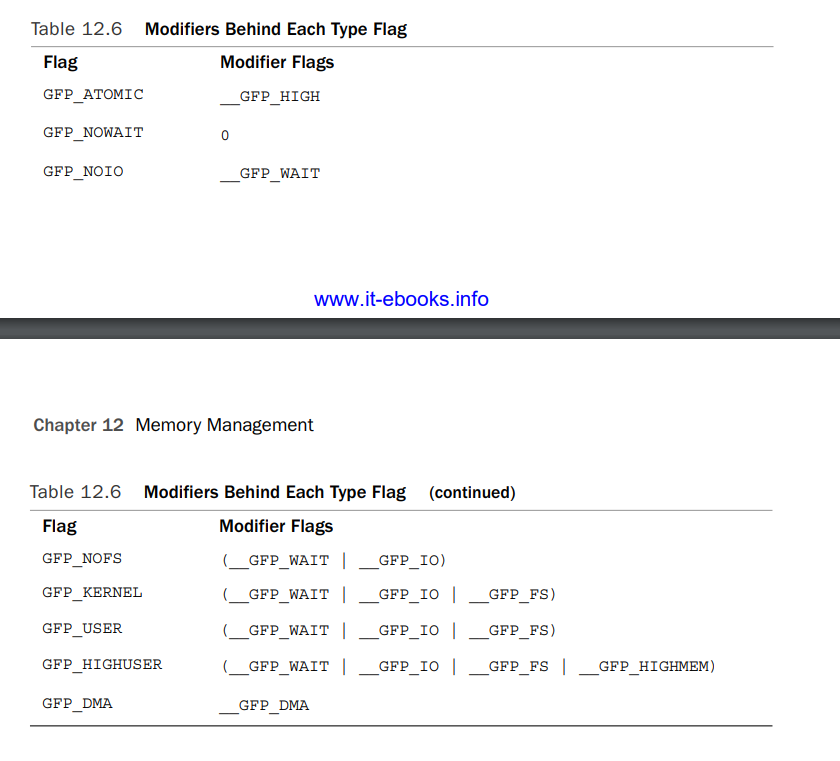 Table 12.6 Modifiers Behind Each Type Flag
Flag Modifier Flags
GFP_ATOMIC __GFP_HIGH
GFP_NOWAIT 0
GFP_NOIO __GFP_WAIT
www.it-ebooks.info
Chapter 12 Memory Management
Table 12.6 Modifiers Behind Each Type Flag (continued)
Flag Modifier Flags
GFP_NOFS (__GFP_WAIT | __GFP_IO)
GFP_KERNEL (__GFP_WAIT | __GFP_IO | __GFP_FS)
GFP_USER (__GFP_WAIT | __GFP_IO | __GFP_FS)
GFP_HIGHUSER (__GFP_WAIT | __GFP_IO | __GFP_FS | __GFP_HIGHMEM)
GFP_DMA __GFP_DMA